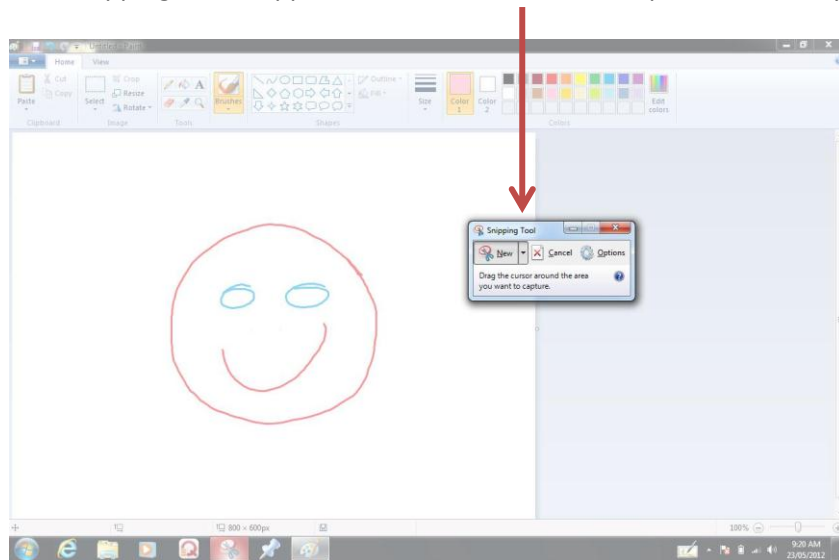 Untitled - Paint
Home View
Paste
Cut
Copy
Clipboard
Select
Crop
Resize
Rotate
Image
Tools
Brushes
Shapes
Outline
Fill
Size
Color 1
Color 2
Edit colors
Colors
Snipping Tool
New Cancel Options
Drag the cursor around the area
you want to capture.
800 × 600px
100%
9:20 AM
23/05/2012